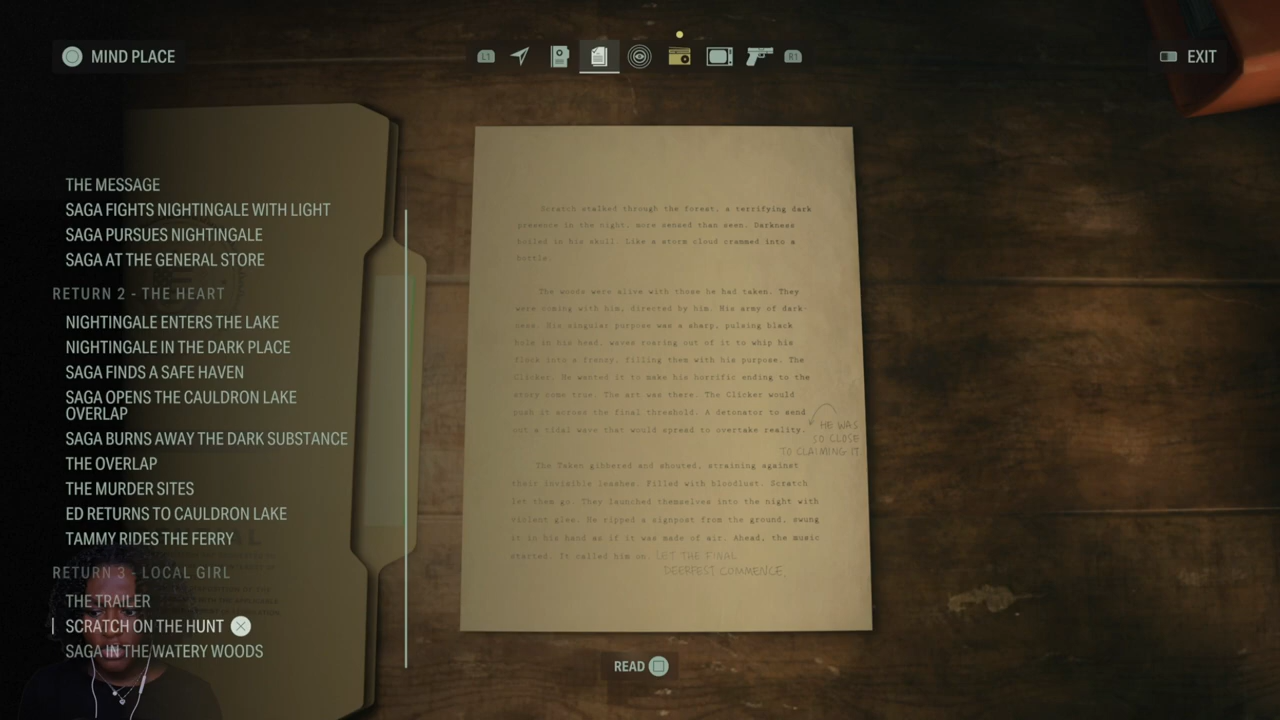 MIND PLACE
L1
R1
EXIT
THE MESSAGE
SAGA FIGHTS NIGHTINGALE WITH LIGHT
SAGA PURSUES NIGHTINGALE
SAGA AT THE GENERAL STORE
RETURN 2 - THE HEART
NIGHTINGALE ENTERS THE LAKE
NIGHTINGALE IN THE DARK PLACE
SAGA FINDS A SAFE HAVEN
SAGA OPENS THE CAULDRON LAKE
OVERLAP
SAGA BURNS AWAY THE DARK SUBSTANCE
THE OVERLAP
THE MURDER SITES
ED RETURNS TO CAULDRON LAKE
TAMMY RIDES THE FERRY
RETURN 3 - LOCAL GIRL
THE TRAILER
SCRATCH ON THE HUNT
SAGA IN THE WATERY WOODS
Scratch stalked through the forest, a terrifying dark
presence in the night, more sensed than seen. Darkness
boiled in his skull. Like a storm cloud crammed into a
bottle.
The woods were alive with those he had taken. They
were coming with him, directed by him. His army of dark-
ness. His singular purpose was a sharp, pulsing black
hole in his head, waves roaring out of it to whip his
flock into a frenzy, filling them with his purpose. The
Clicker. He wanted it to make his horrific ending to the
story come true. The art was there. The Clicker would
push it across the final threshold. A detonator to send
out a tidal wave that would spread to overtake reality.
HE WAS
SO CLOSE
TO CLAIMING IT
The Taken gibbered and shouted, straining against
their invisible leashes. Filled with bloodlust. Scratch
let them go. They launched themselves into the night with
violent glee. He ripped a signpost from the ground, swung
it in his hand as if it was made of air. Ahead, the music
started. It called him on. LET THE FINAL
DEERFEST COMMENCE.
READ